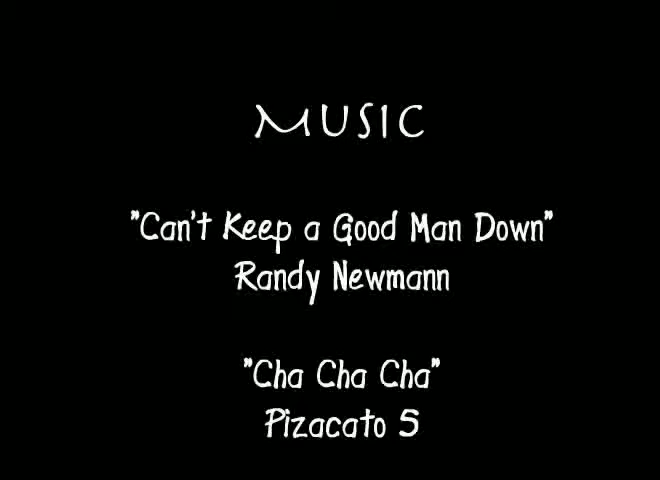 MUSIC
"Can't Keep a Good Man Down"
Randy Newmann
"Cha Cha Cha"
Pizacato 5